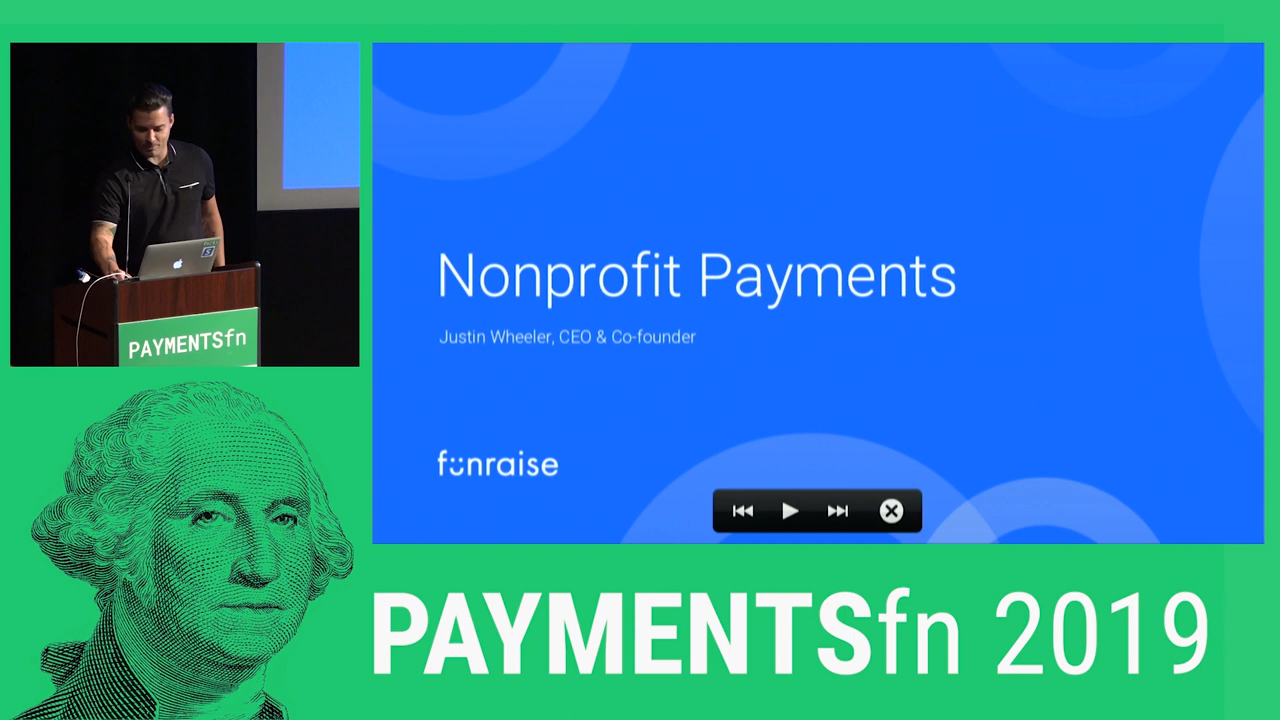 PAYMENTSfn
Nonprofit Payments
Justin Wheeler, CEO & Co-founder
funraise
PAYMENTSfn 2019